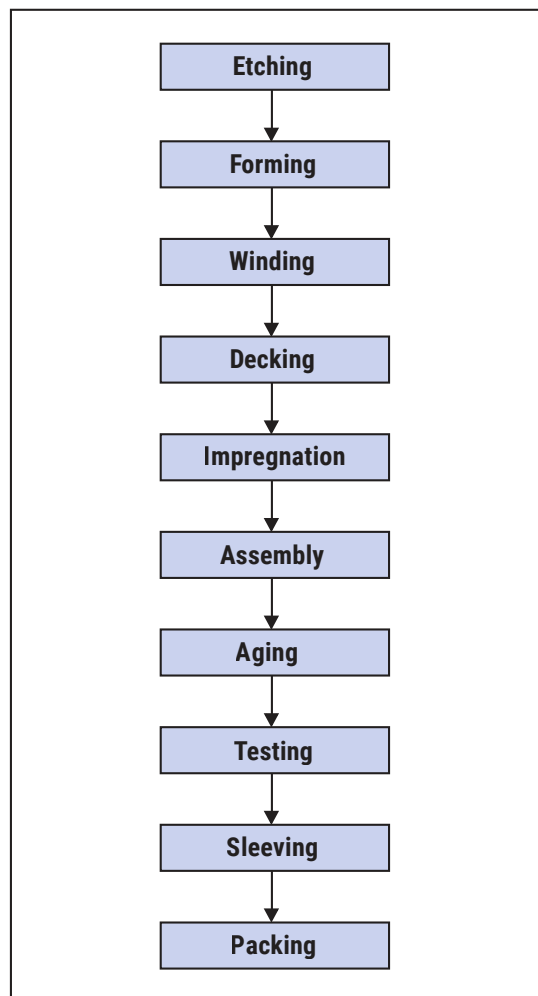 Etching
Forming
Winding
Decking
Impregnation
Assembly
Aging
Testing
Sleeving
Packing